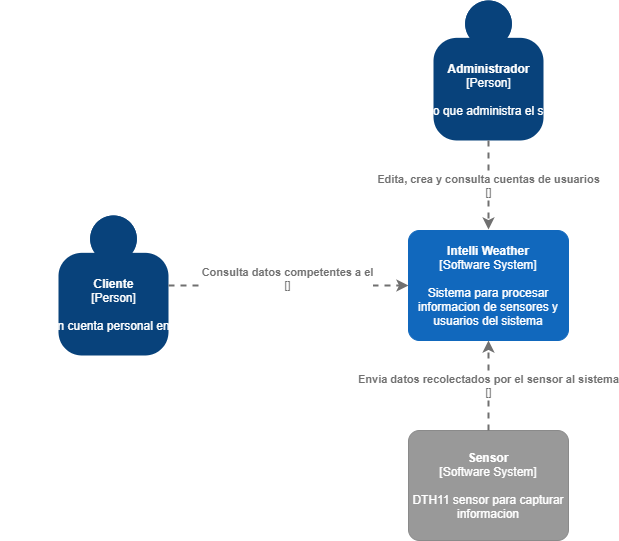 Administrador
[Person]
o que administra el s
Edita, crea y consulta cuentas de usuarios
[]
Cliente
[Person]
n cuenta personal en
Consulta datos competentes a el
[]
Intelli Weather
[Software System]
Sistema para procesar
informacion de sensores y
usuarios del sistema
Envia datos recolectados por el sensor al sistema
[]
Sensor
[Software System]
DTH11 sensor para capturar
informacion